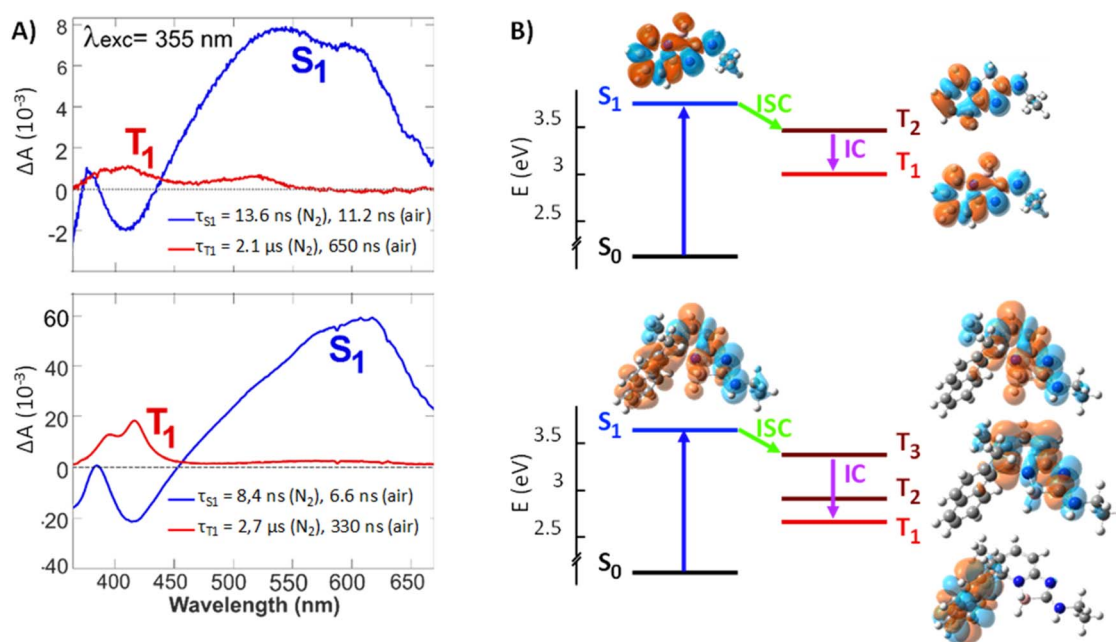 A)
λexc= 355 nm
8
6
4
2
0
-2
ΔA (10⁻³)
S₁
T₁
τS1 = 13.6 ns (N₂), 11.2 ns (air)
τT1 = 2.1 µs (N₂), 650 ns (air)
60
40
20
0
-20
-40
ΔA (10⁻³)
S₁
T₁
τS1 = 8,4 ns (N₂), 6.6 ns (air)
τT1 = 2,7 µs (N₂), 330 ns (air)
400 450 500 550 600 650
Wavelength (nm)
B)
S₁
ISC
3.5
T₂
IC
E (eV)
3
T₁
2.5
S₀
S₁
ISC
3.5
T₃
IC
E (eV)
3
T₂
T₁
2.5
S₀